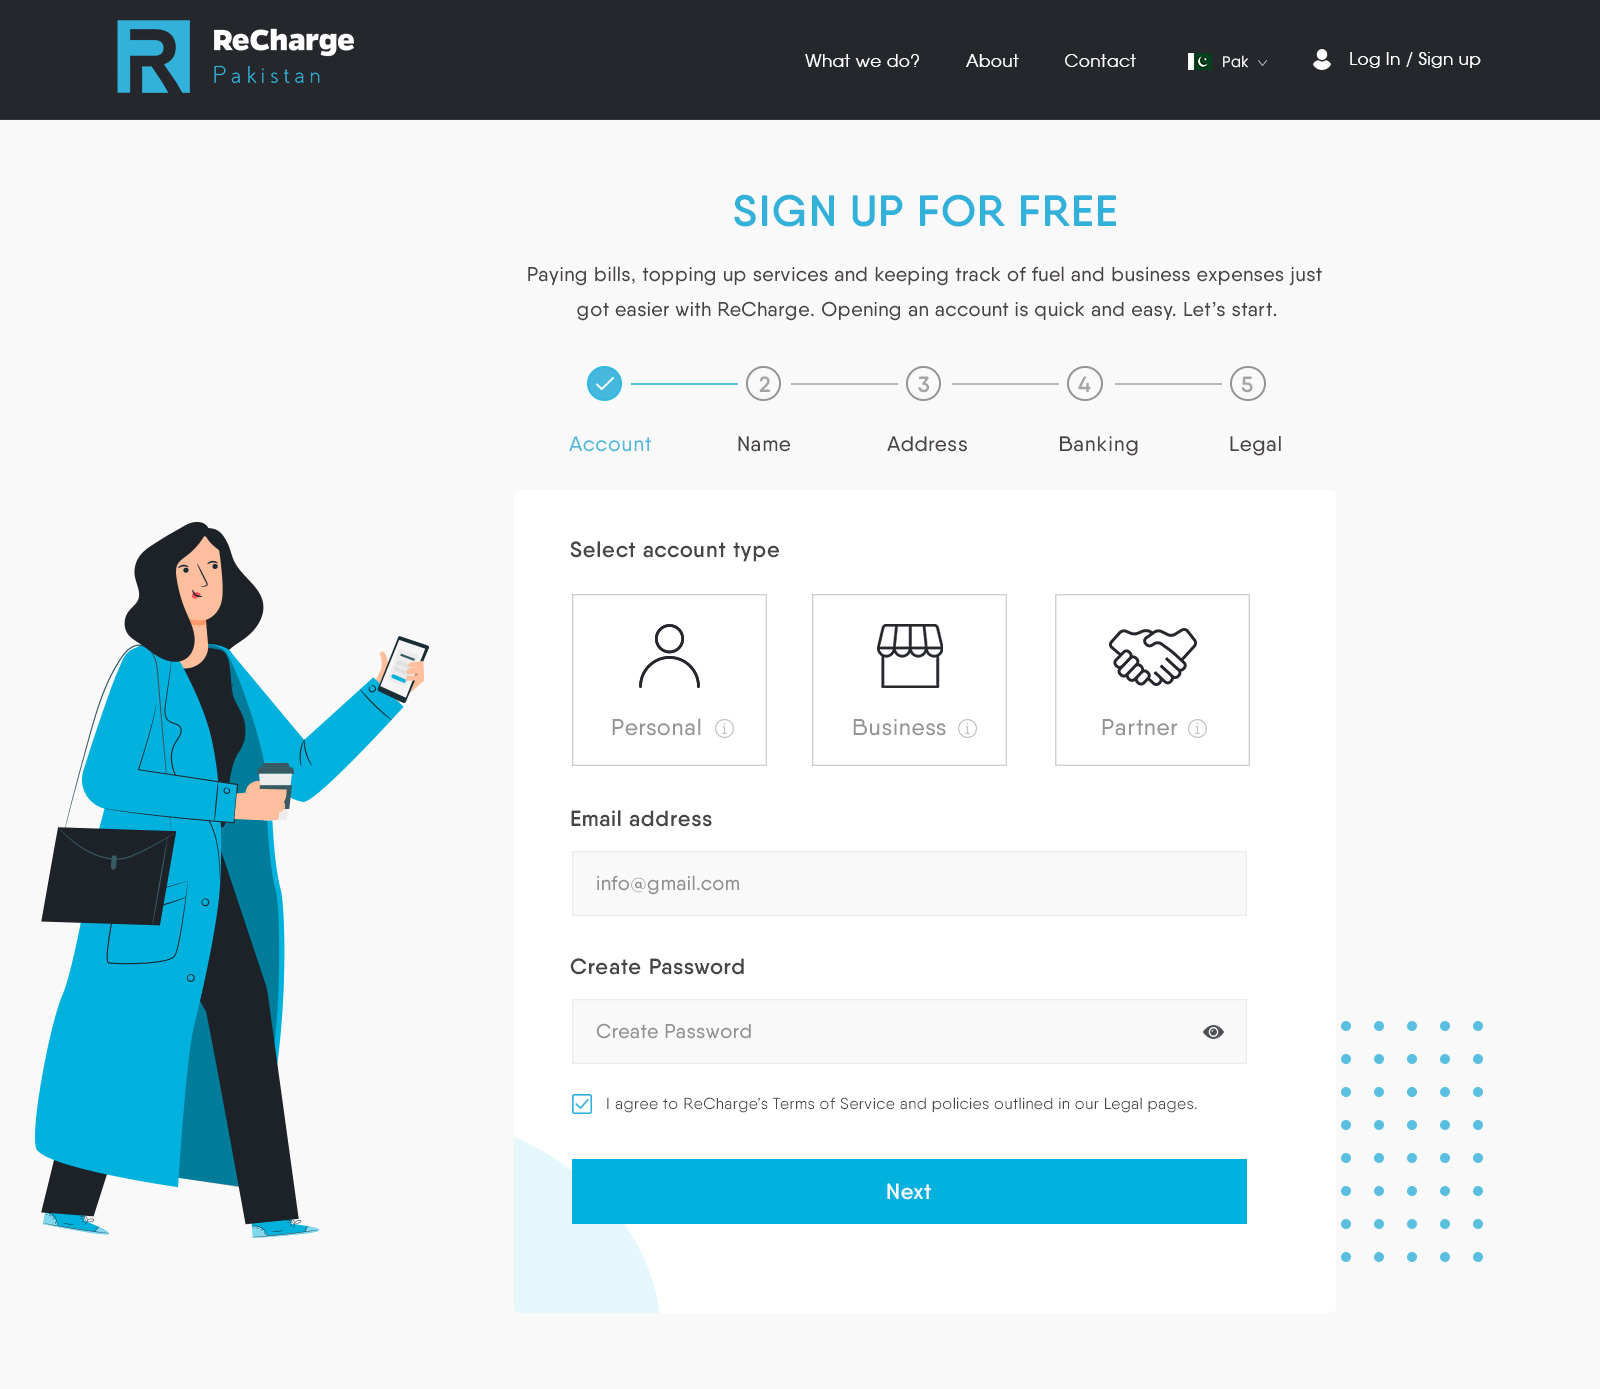 ReCharge
Pakistan
What we do?
About
Contact
Pak
Log In / Sign up
SIGN UP FOR FREE
Paying bills, topping up services and keeping track of fuel and business expenses just
got easier with ReCharge. Opening an account is quick and easy. Let’s start.
2
3
4
5
Account
Name
Address
Banking
Legal
Select account type
Personal
Business
Partner
Email address
info@gmail.com
Create Password
Create Password
I agree to ReCharge’s Terms of Service and policies outlined in our Legal pages.
Next